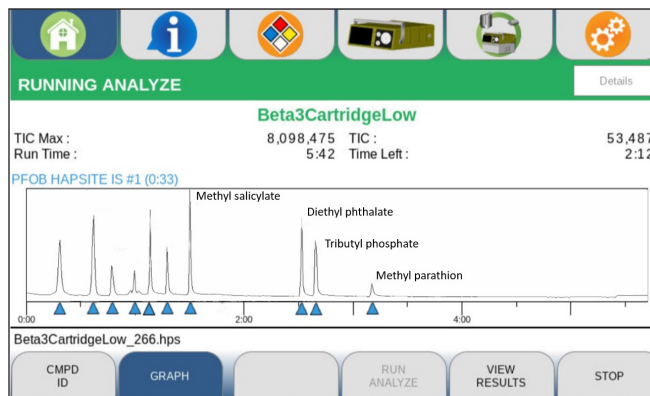 RUNNING ANALYZE
Details
Beta3CartridgeLow
TIC Max : 8,098,475 TIC : 53,487
Run Time : 5:42 Time Left : 2:12
PFOB HAPSITE IS #1 (0:33)
Methyl salicylate
Diethyl phthalate
Tributyl phosphate
Methyl parathion
0:00 2:00 4:00
Beta3CartridgeLow_266.hps
CMPD ID
GRAPH
RUN ANALYZE
VIEW RESULTS
STOP